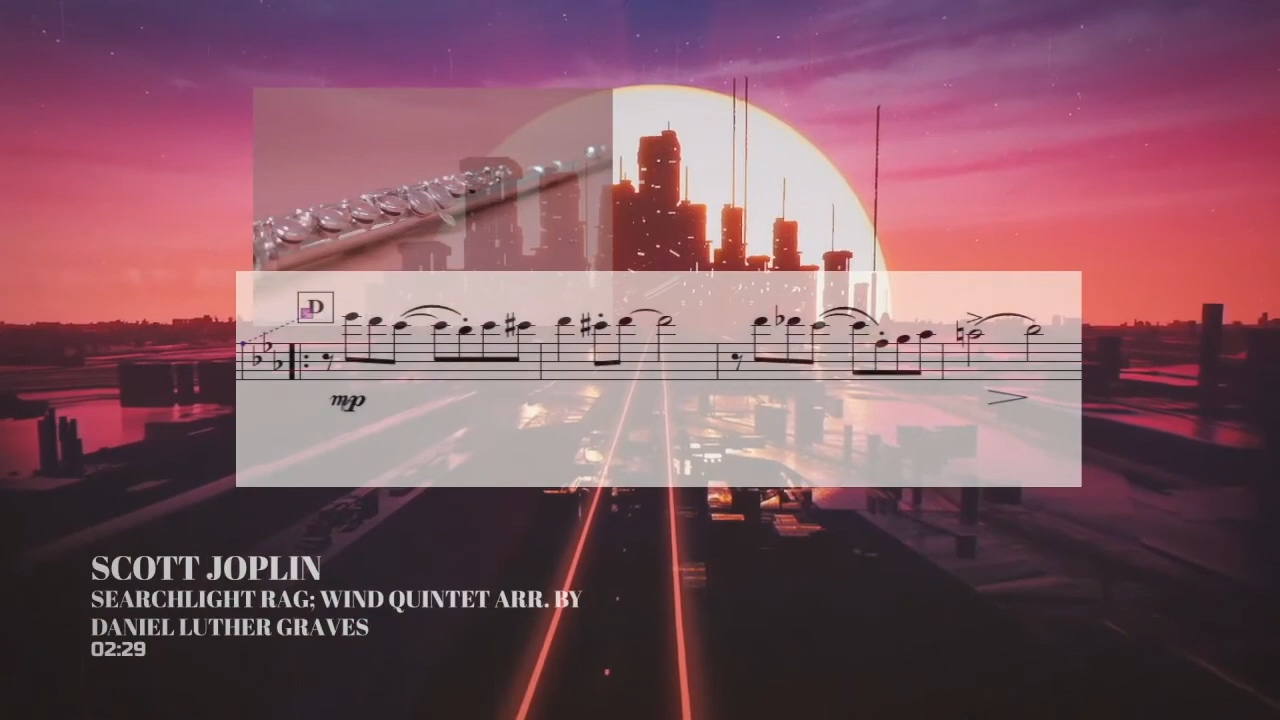 D
mp
SCOTT JOPLIN
SEARCHLIGHT RAG; WIND QUINTET ARR. BY
DANIEL LUTHER GRAVES
02:29